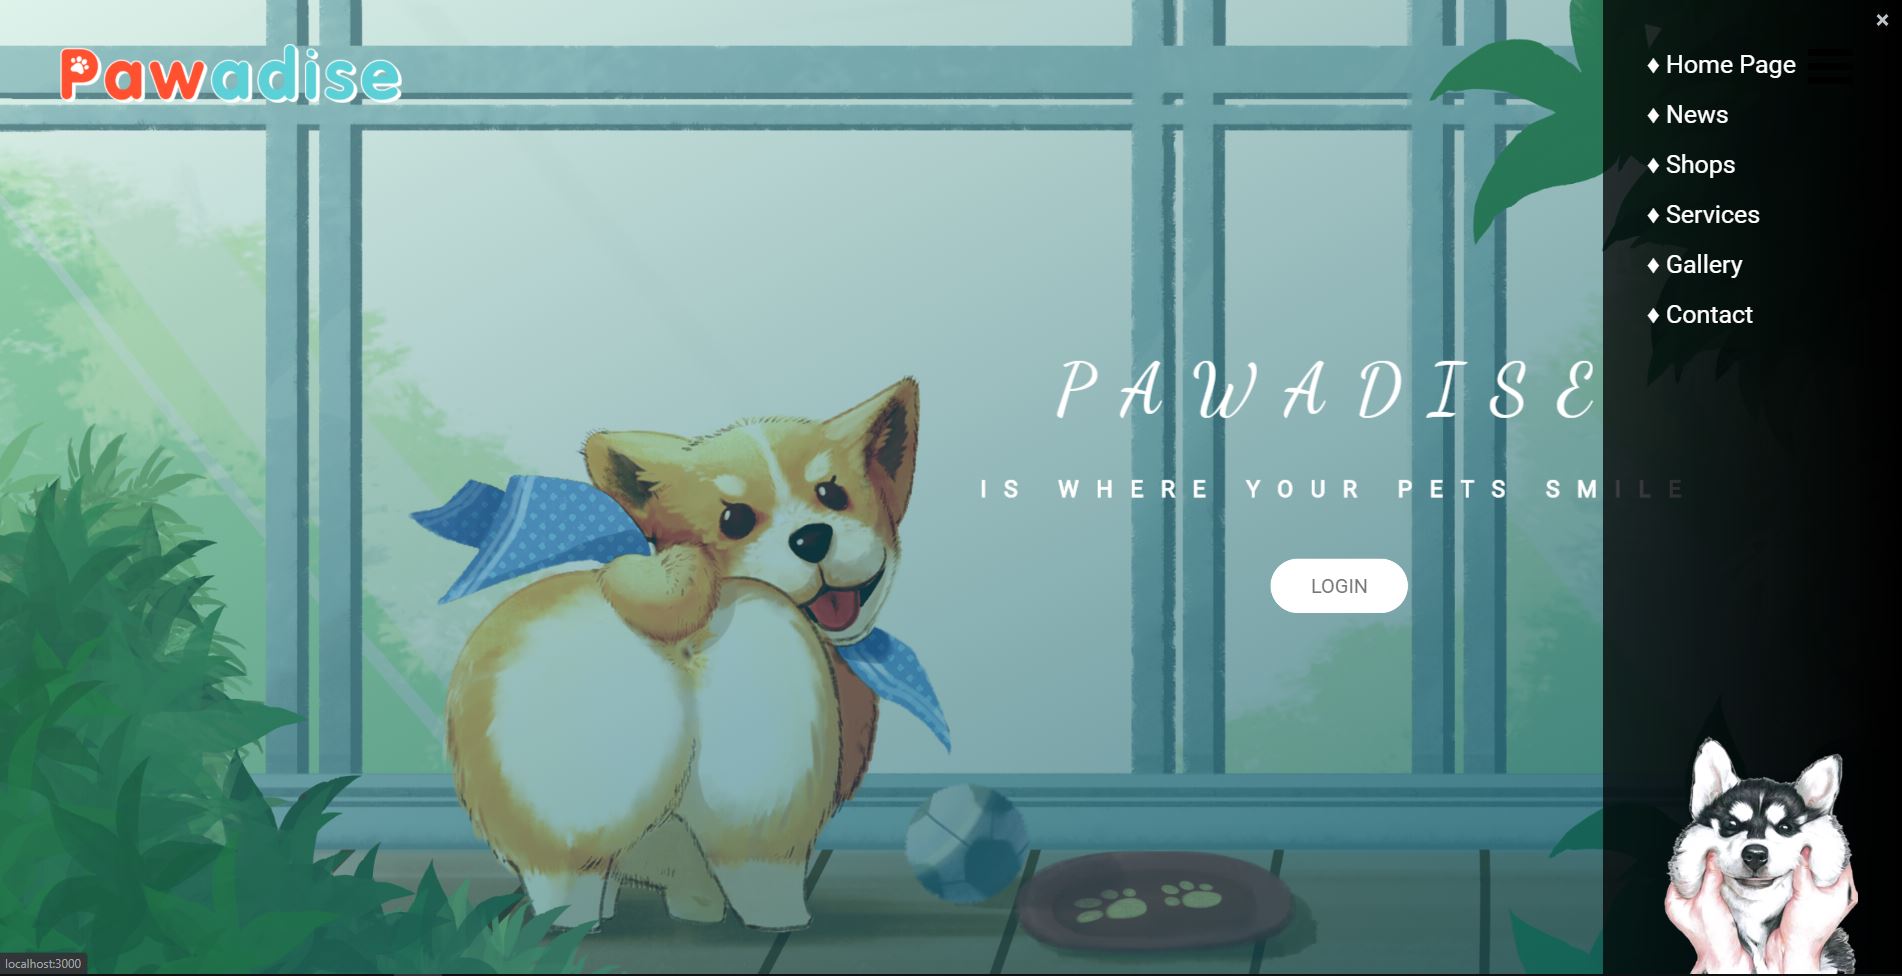 Pawadise
×
♦ Home Page
♦ News
♦ Shops
♦ Services
♦ Gallery
♦ Contact
PAWADISE
IS WHERE YOUR PETS SMILE
LOGIN
localhost:3000